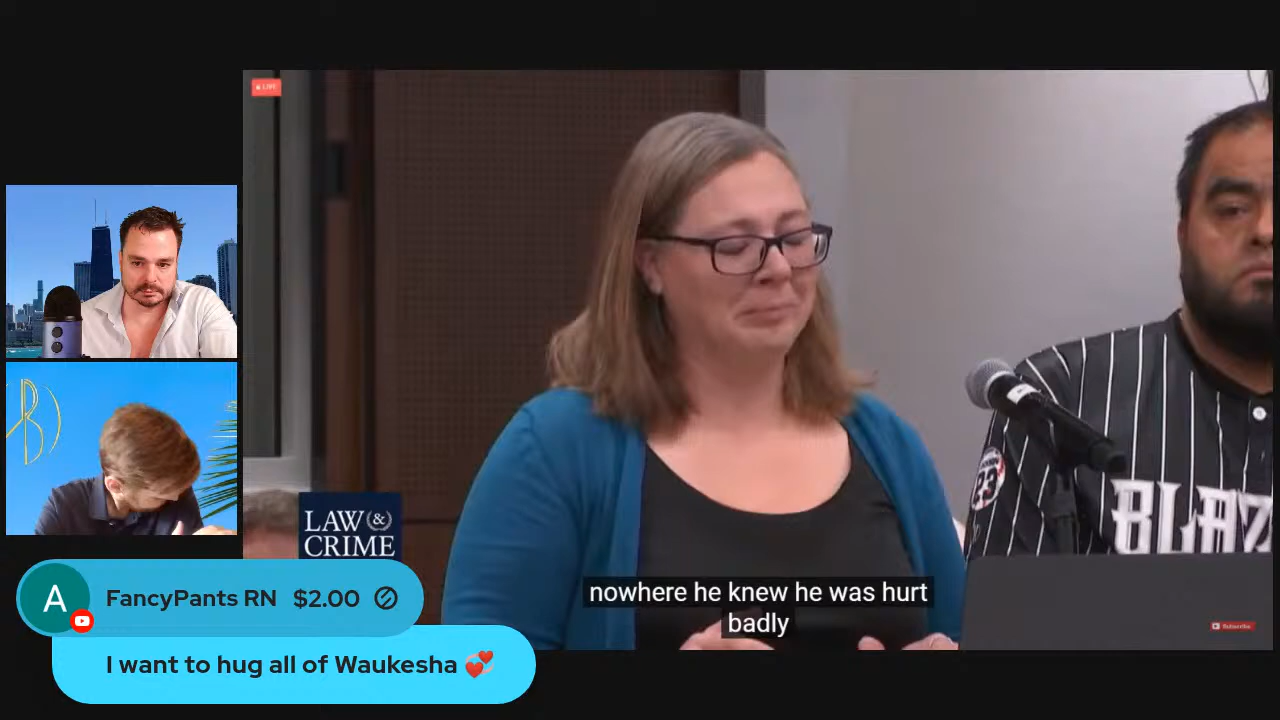 LIVE
LAW &
CRIME
33
BLAZ
nowhere he knew he was hurt
badly
Subscribe
A
FancyPants RN $2.00
I want to hug all of Waukesha 💞